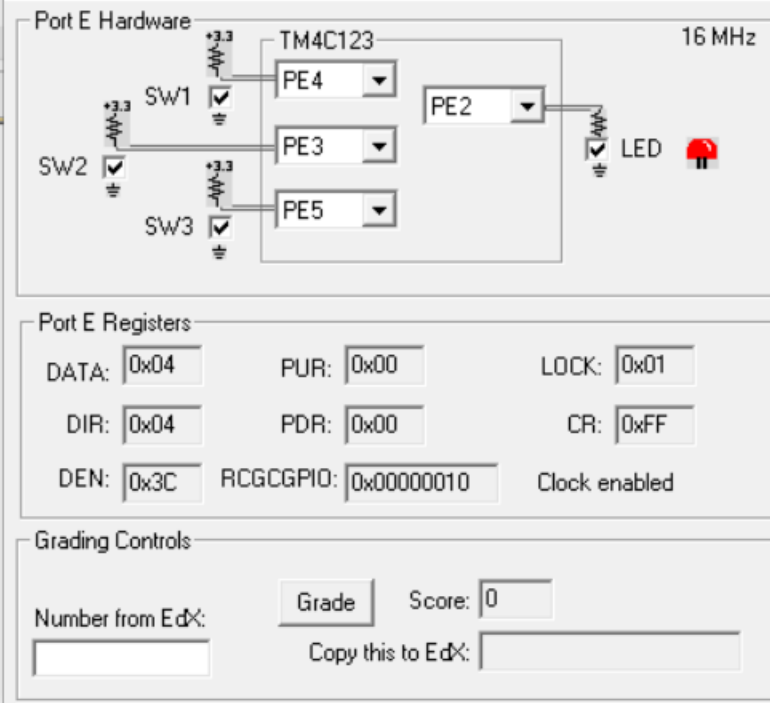 Port E Hardware
16 MHz
+3.3
TM4C123
PE4
SW1
PE2
+3.3
LED
PE3
SW2
+3.3
PE5
SW3
Port E Registers
DATA: 0x04 PUR: 0x00 LOCK: 0x01
DIR: 0x04 PDR: 0x00 CR: 0xFF
DEN: 0x3C RCGCGPIO: 0x00000010 Clock enabled
Grading Controls
Grade Score: 0
Number from EdX:
Copy this to EdX: